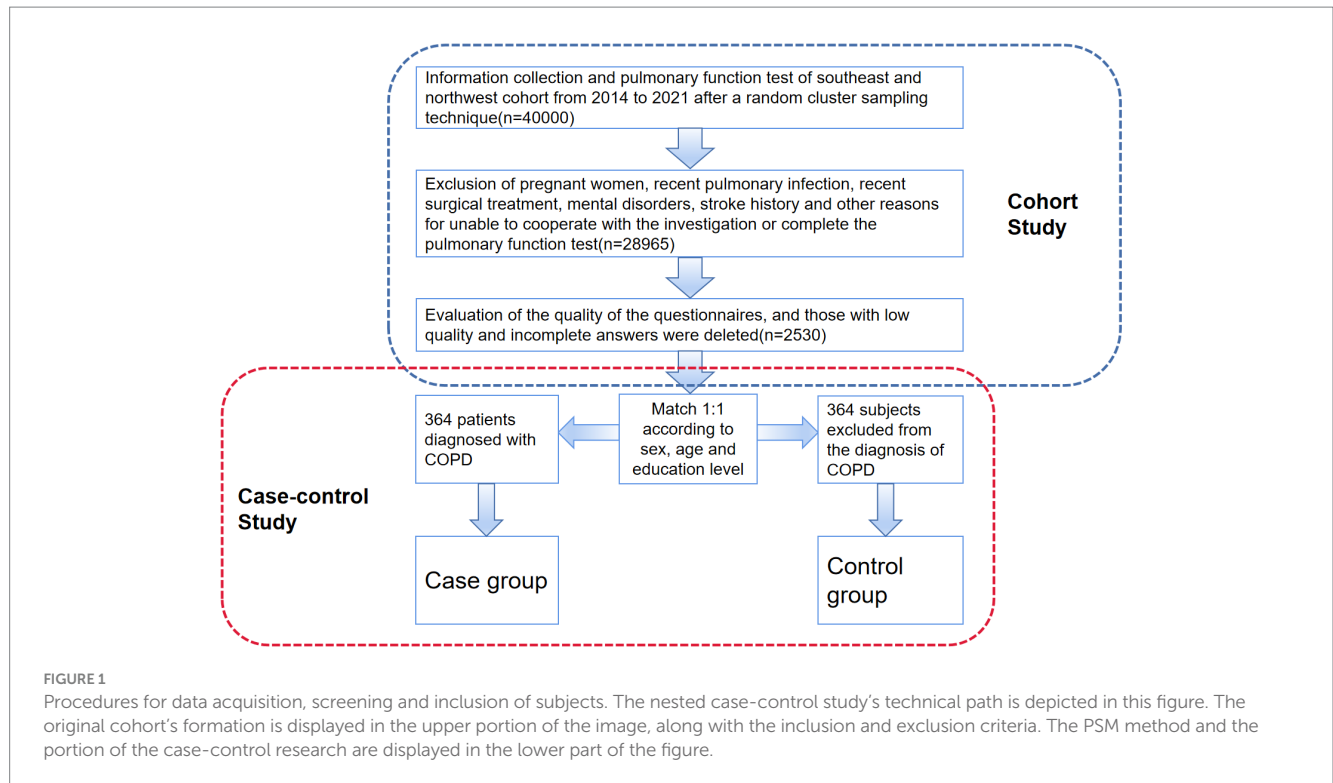 Information collection and pulmonary function test of southeast and
northwest cohort from 2014 to 2021 after a random cluster sampling
technique(n=40000)
Exclusion of pregnant women, recent pulmonary infection, recent
surgical treatment, mental disorders, stroke history and other reasons
for unable to cooperate with the investigation or complete the
pulmonary function test(n=28965)
Cohort
Study
Evaluation of the quality of the questionnaires, and those with low
quality and incomplete answers were deleted(n=2530)
364 patients
diagnosed with
COPD
Match 1:1
according to
sex, age and
education level
364 subjects
excluded from
the diagnosis of
COPD
Case-control
Study
Case group
Control
group
FIGURE 1
Procedures for data acquisition, screening and inclusion of subjects. The nested case-control study's technical path is depicted in this figure. The
original cohort's formation is displayed in the upper portion of the image, along with the inclusion and exclusion criteria. The PSM method and the
portion of the case-control research are displayed in the lower part of the figure.